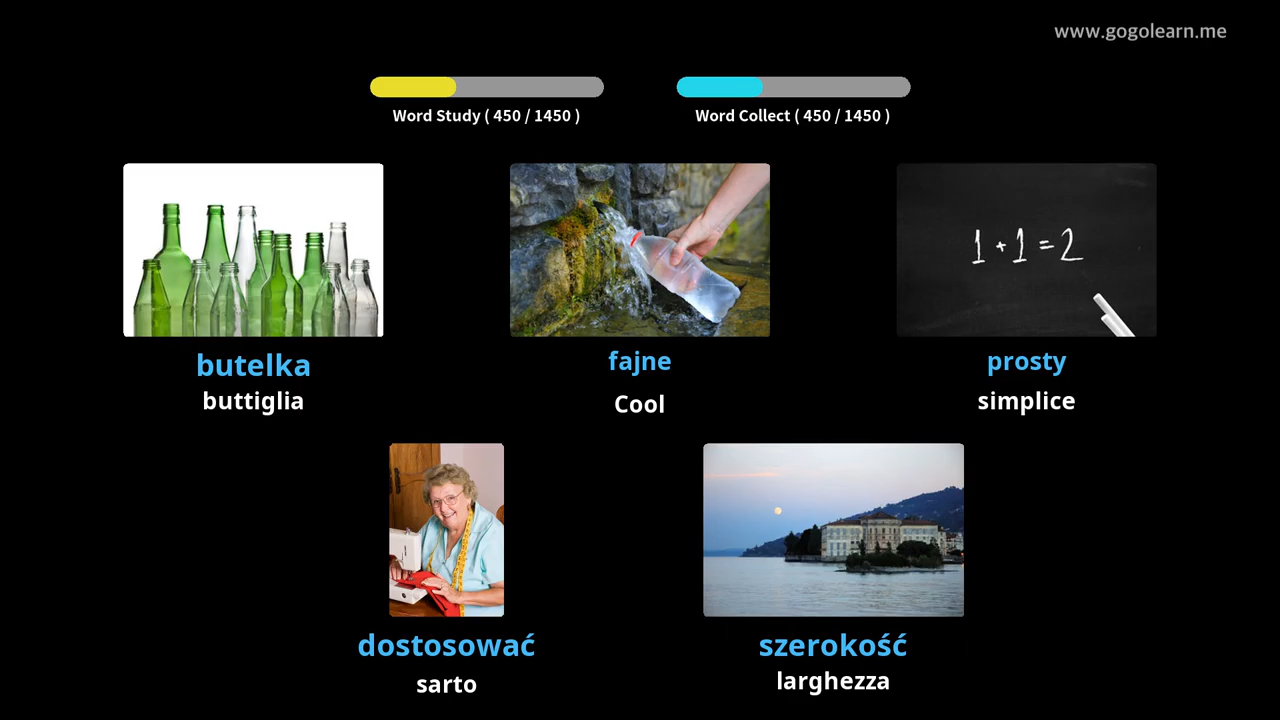 www.gogolearn.me
Word Study ( 450 / 1450 )
Word Collect ( 450 / 1450 )
butelka
buttiglia
fajne
Cool
prosty
simplice
1 + 1 = 2
dostosować
sarto
szerokość
larghezza